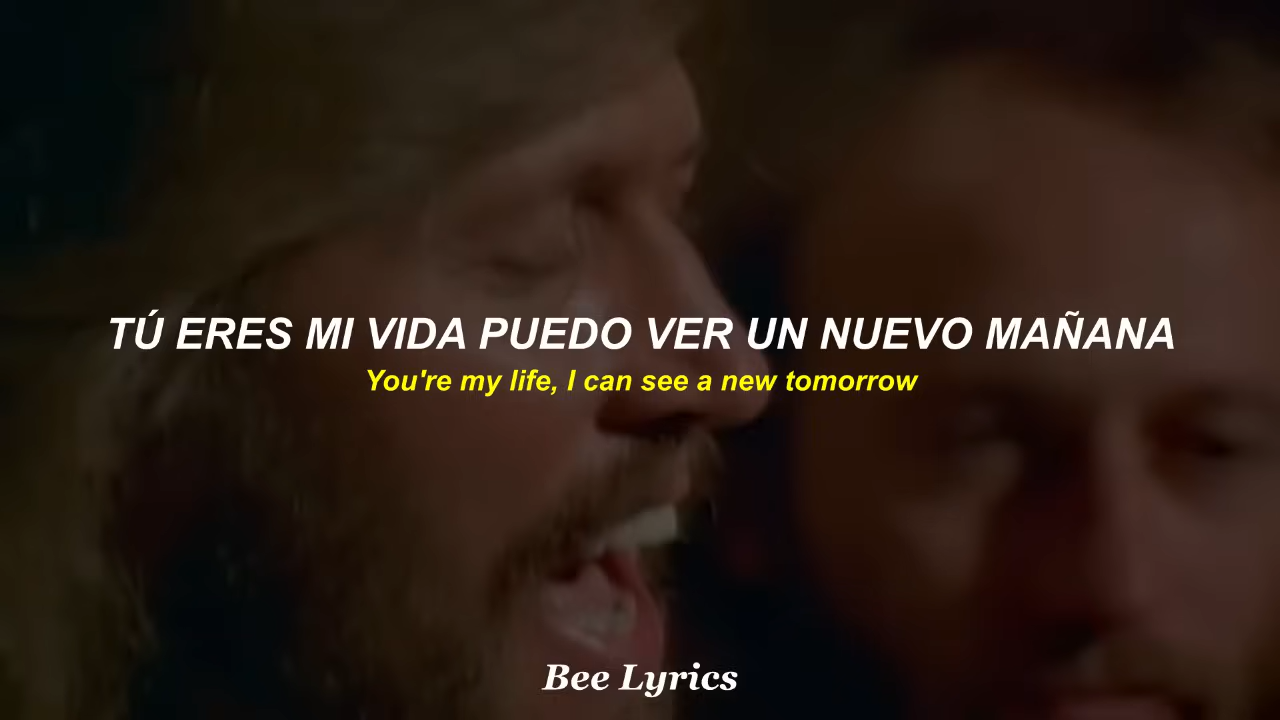 TÚ ERES MI VIDA PUEDO VER UN NUEVO MAÑANA
You're my life, I can see a new tomorrow
Bee Lyrics